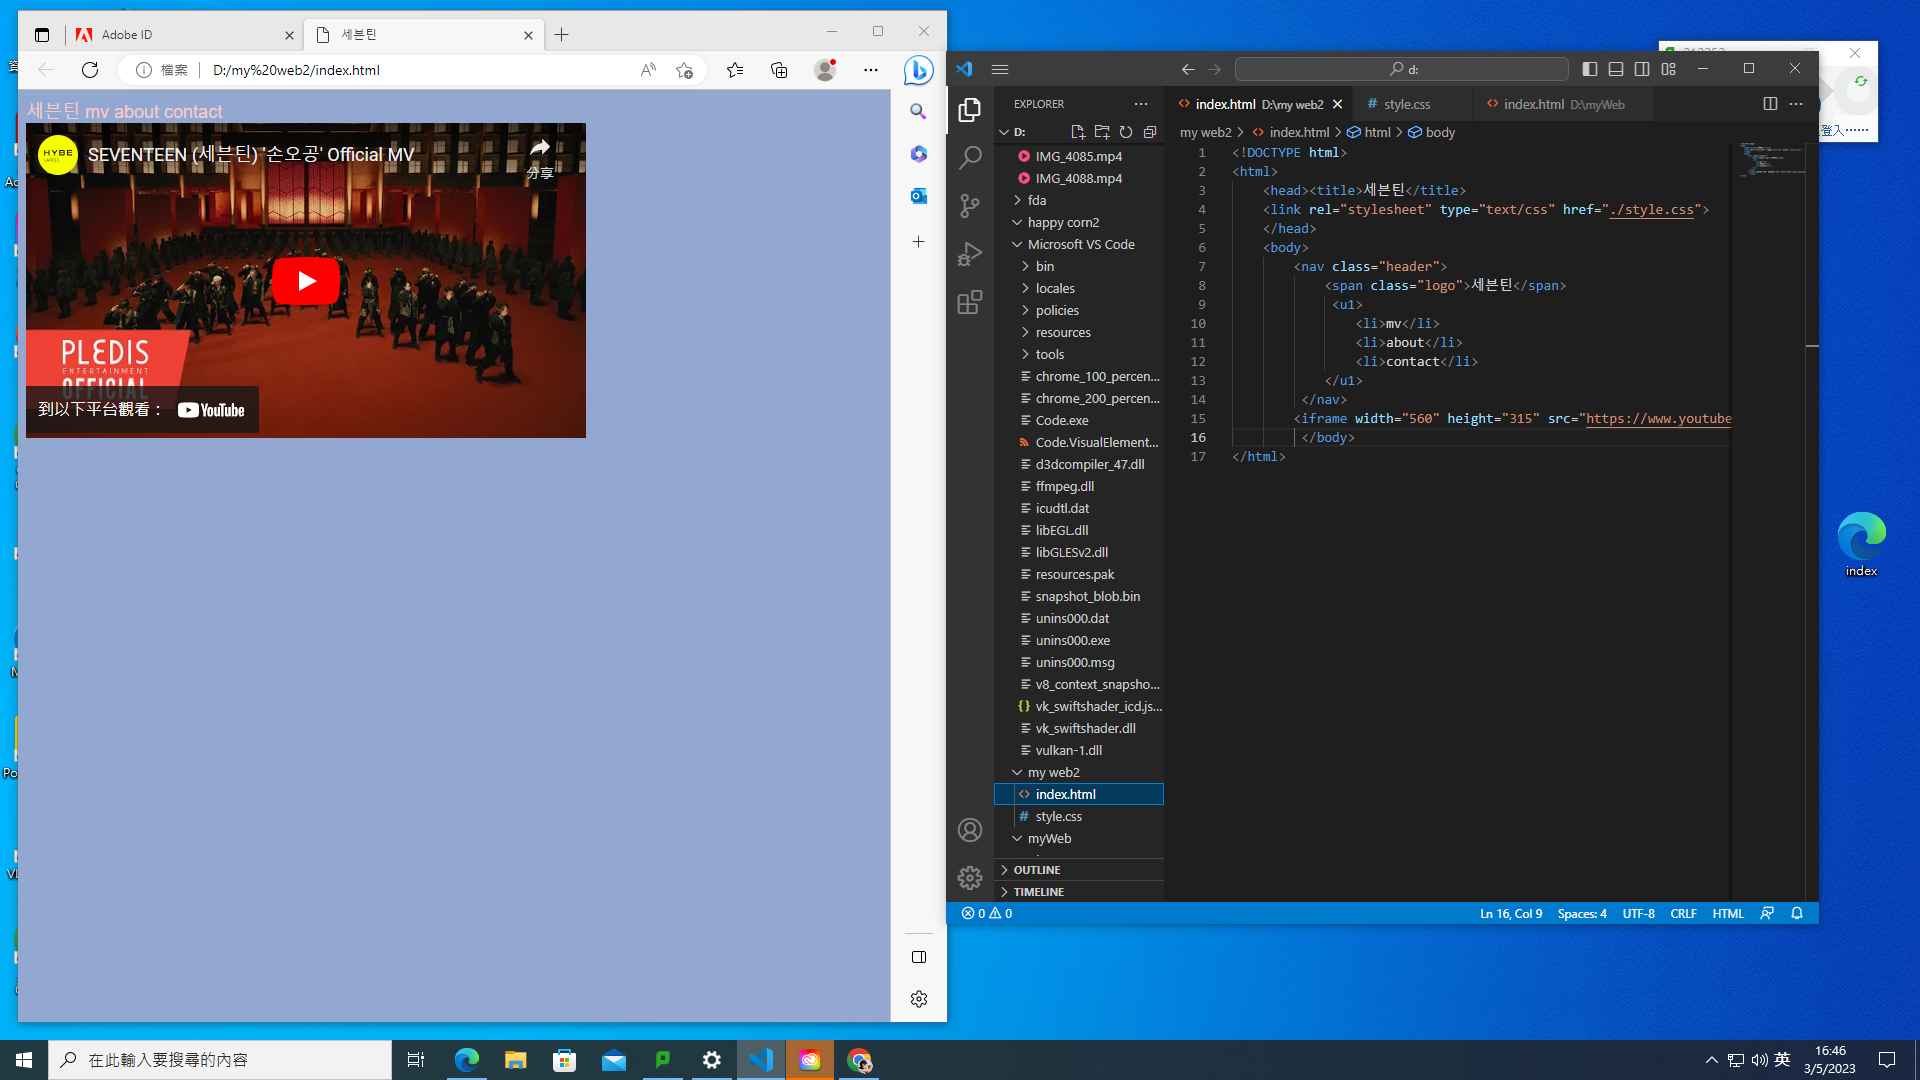 Adobe ID
세븐틴
檔案
D:/my%20web2/index.html
세븐틴 mv about contact
HYBE
LABELS
SEVENTEEN (세븐틴) '손오공' Official MV
分享
PLEDIS
ENTERTAINMENT
OFFICIAL
到以下平台觀看：
YouTube
d:
EXPLORER
D:
IMG_4085.mp4
IMG_4088.mp4
fda
happy corn2
Microsoft VS Code
bin
locales
policies
resources
tools
chrome_100_percen...
chrome_200_percen...
Code.exe
Code.VisualElement...
d3dcompiler_47.dll
ffmpeg.dll
icudtl.dat
libEGL.dll
libGLESv2.dll
resources.pak
snapshot_blob.bin
unins000.dat
unins000.exe
unins000.msg
v8_context_snapsho...
vk_swiftshader_icd.js...
vk_swiftshader.dll
vulkan-1.dll
my web2
index.html
style.css
myWeb
OUTLINE
TIMELINE
index.html D:\my web2
style.css
index.html D:\myWeb
my web2 > index.html > html > body
1 <!DOCTYPE html>
2 <html>
3 <head><title>세븐틴</title>
4 <link rel="stylesheet" type="text/css" href="./style.css">
5 </head>
6 <body>
7 <nav class="header">
8 <span class="logo">세븐틴</span>
9 <u1>
10 <li>mv</li>
11 <li>about</li>
12 <li>contact</li>
13 </u1>
14 </nav>
15 <iframe width="560" height="315" src="https://www.youtube
16 </body>
17 </html>
0 0
Ln 16, Col 9
Spaces: 4
UTF-8
CRLF
HTML
登入······
index
在此輸入要搜尋的內容
英
16:46
3/5/2023